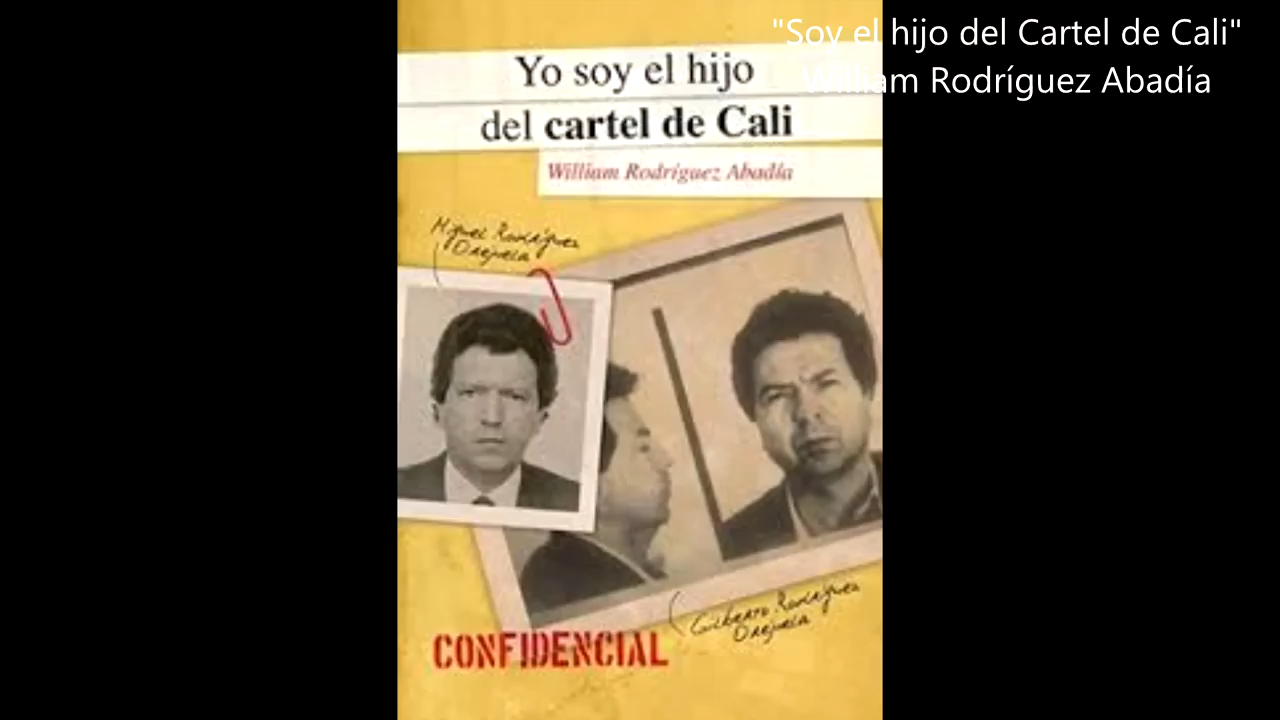 "Soy el hijo del Cartel de Cali"
William Rodríguez Abadía
Yo soy el hijo
del cartel de Cali
William Rodríguez Abadía
Miguel Rodríguez
Orejuela
Gilberto Rodríguez
Orejuela
CONFIDENCIAL